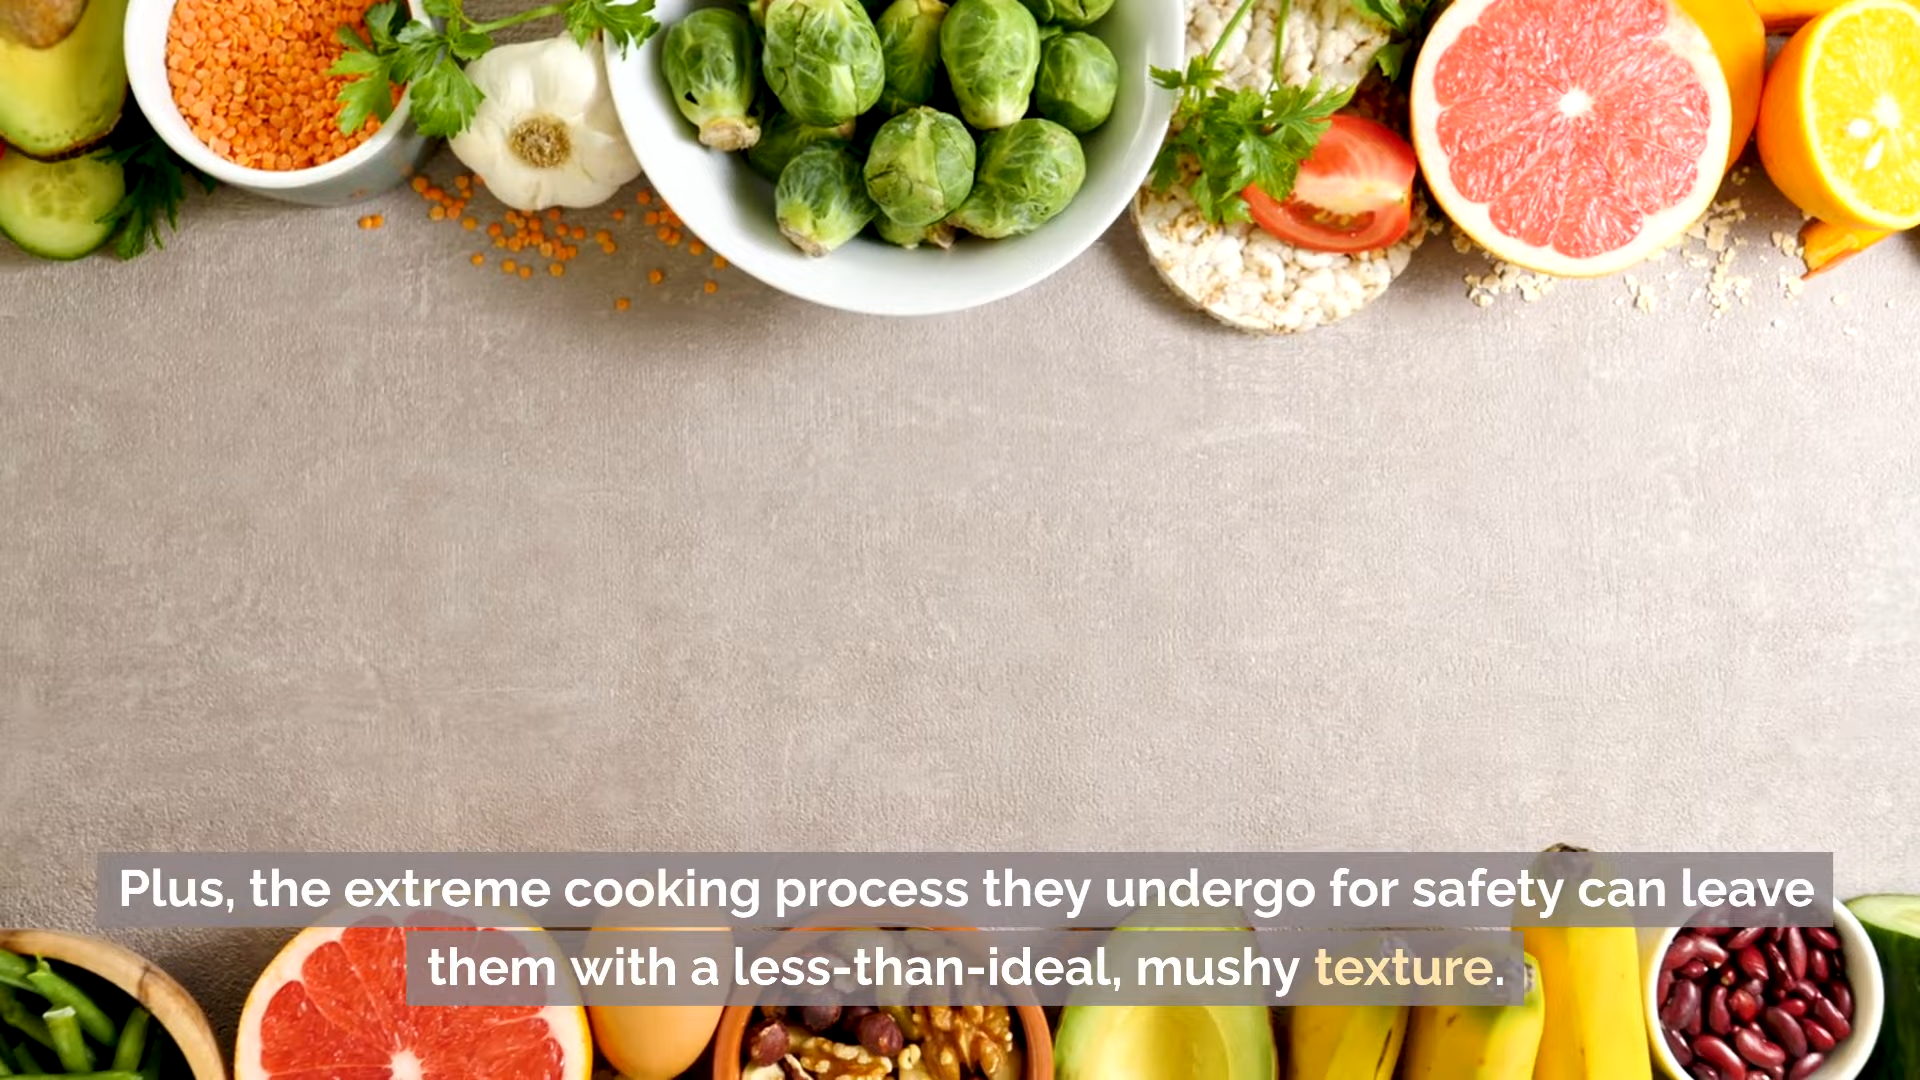 Plus, the extreme cooking process they undergo for safety can leave
them with a less-than-ideal, mushy texture.